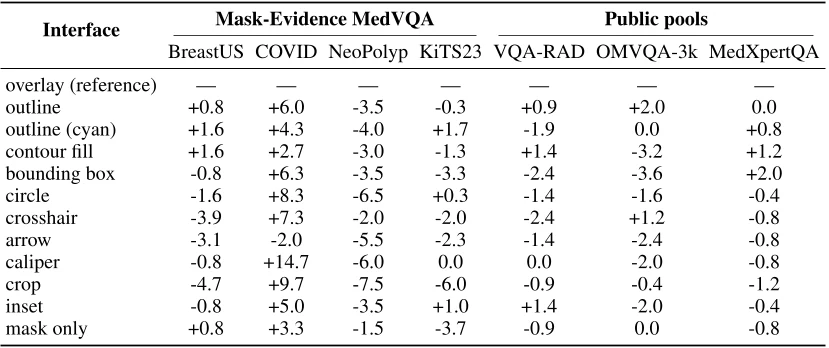 Interface Mask-Evidence MedVQA Public pools
BreastUS COVID NeoPolyp KiTS23 VQA-RAD OMVQA-3k MedXpertQA
overlay (reference) — — — — — — —
outline +0.8 +6.0 -3.5 -0.3 +0.9 +2.0 0.0
outline (cyan) +1.6 +4.3 -4.0 +1.7 -1.9 0.0 +0.8
contour fill +1.6 +2.7 -3.0 -1.3 +1.4 -3.2 +1.2
bounding box -0.8 +6.3 -3.5 -3.3 -2.4 -3.6 +2.0
circle -1.6 +8.3 -6.5 +0.3 -1.4 -1.6 -0.4
crosshair -3.9 +7.3 -2.0 -2.0 -2.4 +1.2 -0.8
arrow -3.1 -2.0 -5.5 -2.3 -1.4 -2.4 -0.8
caliper -0.8 +14.7 -6.0 0.0 0.0 -2.0 -0.8
crop -4.7 +9.7 -7.5 -6.0 -0.9 -0.4 -1.2
inset -0.8 +5.0 -3.5 +1.0 +1.4 -2.0 -0.4
mask only +0.8 +3.3 -1.5 -3.7 -0.9 0.0 -0.8